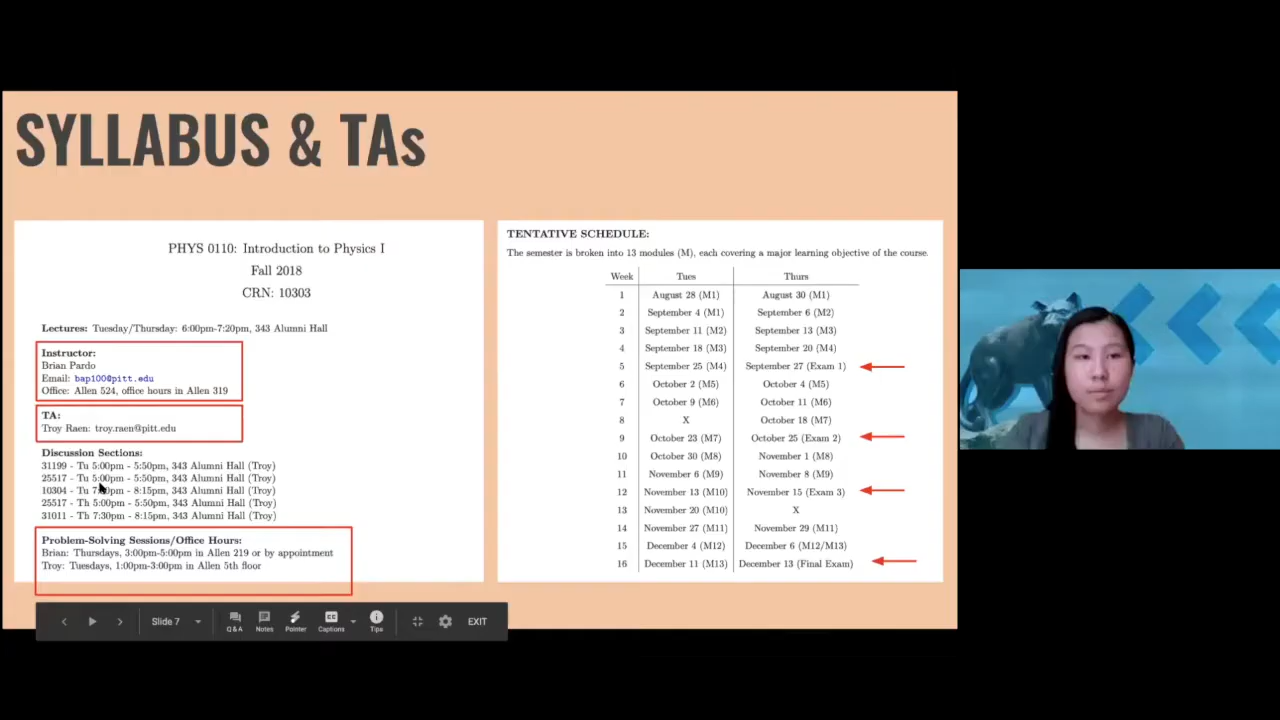 SYLLABUS & TAs
PHYS 0110: Introduction to Physics I
Fall 2018
CRN: 10303
Lectures: Tuesday/Thursday: 6:00pm-7:20pm, 343 Alumni Hall
Instructor:
Brian Pardo
Email: bap100@pitt.edu
Office: Allen 524, office hours in Allen 319
TA:
Troy Raen: troy.raen@pitt.edu
Discussion Sections:
31199 - Tu 5:00pm - 5:50pm, 343 Alumni Hall (Troy)
25517 - Tu 5:00pm - 5:50pm, 343 Alumni Hall (Troy)
10304 - Tu 7:30pm - 8:15pm, 343 Alumni Hall (Troy)
25517 - Th 5:00pm - 5:50pm, 343 Alumni Hall (Troy)
31011 - Th 7:30pm - 8:15pm, 343 Alumni Hall (Troy)
Problem-Solving Sessions/Office Hours:
Brian: Thursdays, 3:00pm-5:00pm in Allen 219 or by appointment
Troy: Tuesdays, 1:00pm-3:00pm in Allen 5th floor
TENTATIVE SCHEDULE:
The semester is broken into 13 modules (M), each covering a major learning objective of the course.
Week Tues Thurs
1 August 28 (M1) August 30 (M1)
2 September 4 (M1) September 6 (M2)
3 September 11 (M2) September 13 (M3)
4 September 18 (M3) September 20 (M4)
5 September 25 (M4) September 27 (Exam 1)
6 October 2 (M5) October 4 (M5)
7 October 9 (M6) October 11 (M6)
8 X October 18 (M7)
9 October 23 (M7) October 25 (Exam 2)
10 October 30 (M8) November 1 (M8)
11 November 6 (M9) November 8 (M9)
12 November 13 (M10) November 15 (Exam 3)
13 November 20 (M10) X
14 November 27 (M11) November 29 (M11)
15 December 4 (M12) December 6 (M12/M13)
16 December 11 (M13) December 13 (Final Exam)
Slide 7 Q&A Notes Pointer Captions Tips EXIT